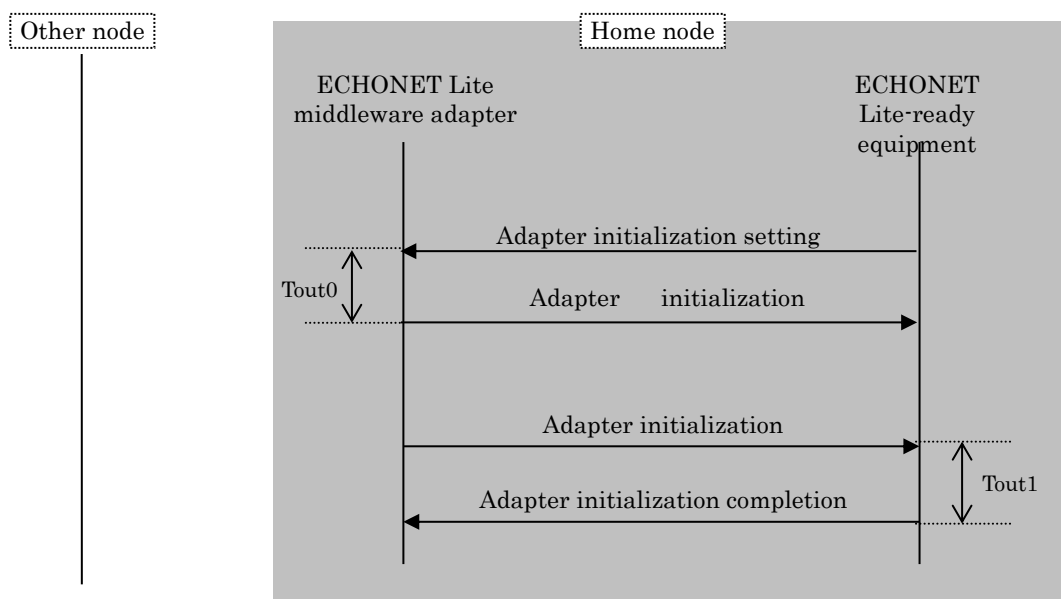 Other node
Home node
ECHONET Lite
middleware adapter
ECHONET
Lite-ready
equipment
Adapter initialization setting
Tout0
Adapter initialization
Adapter initialization
Tout1
Adapter initialization completion